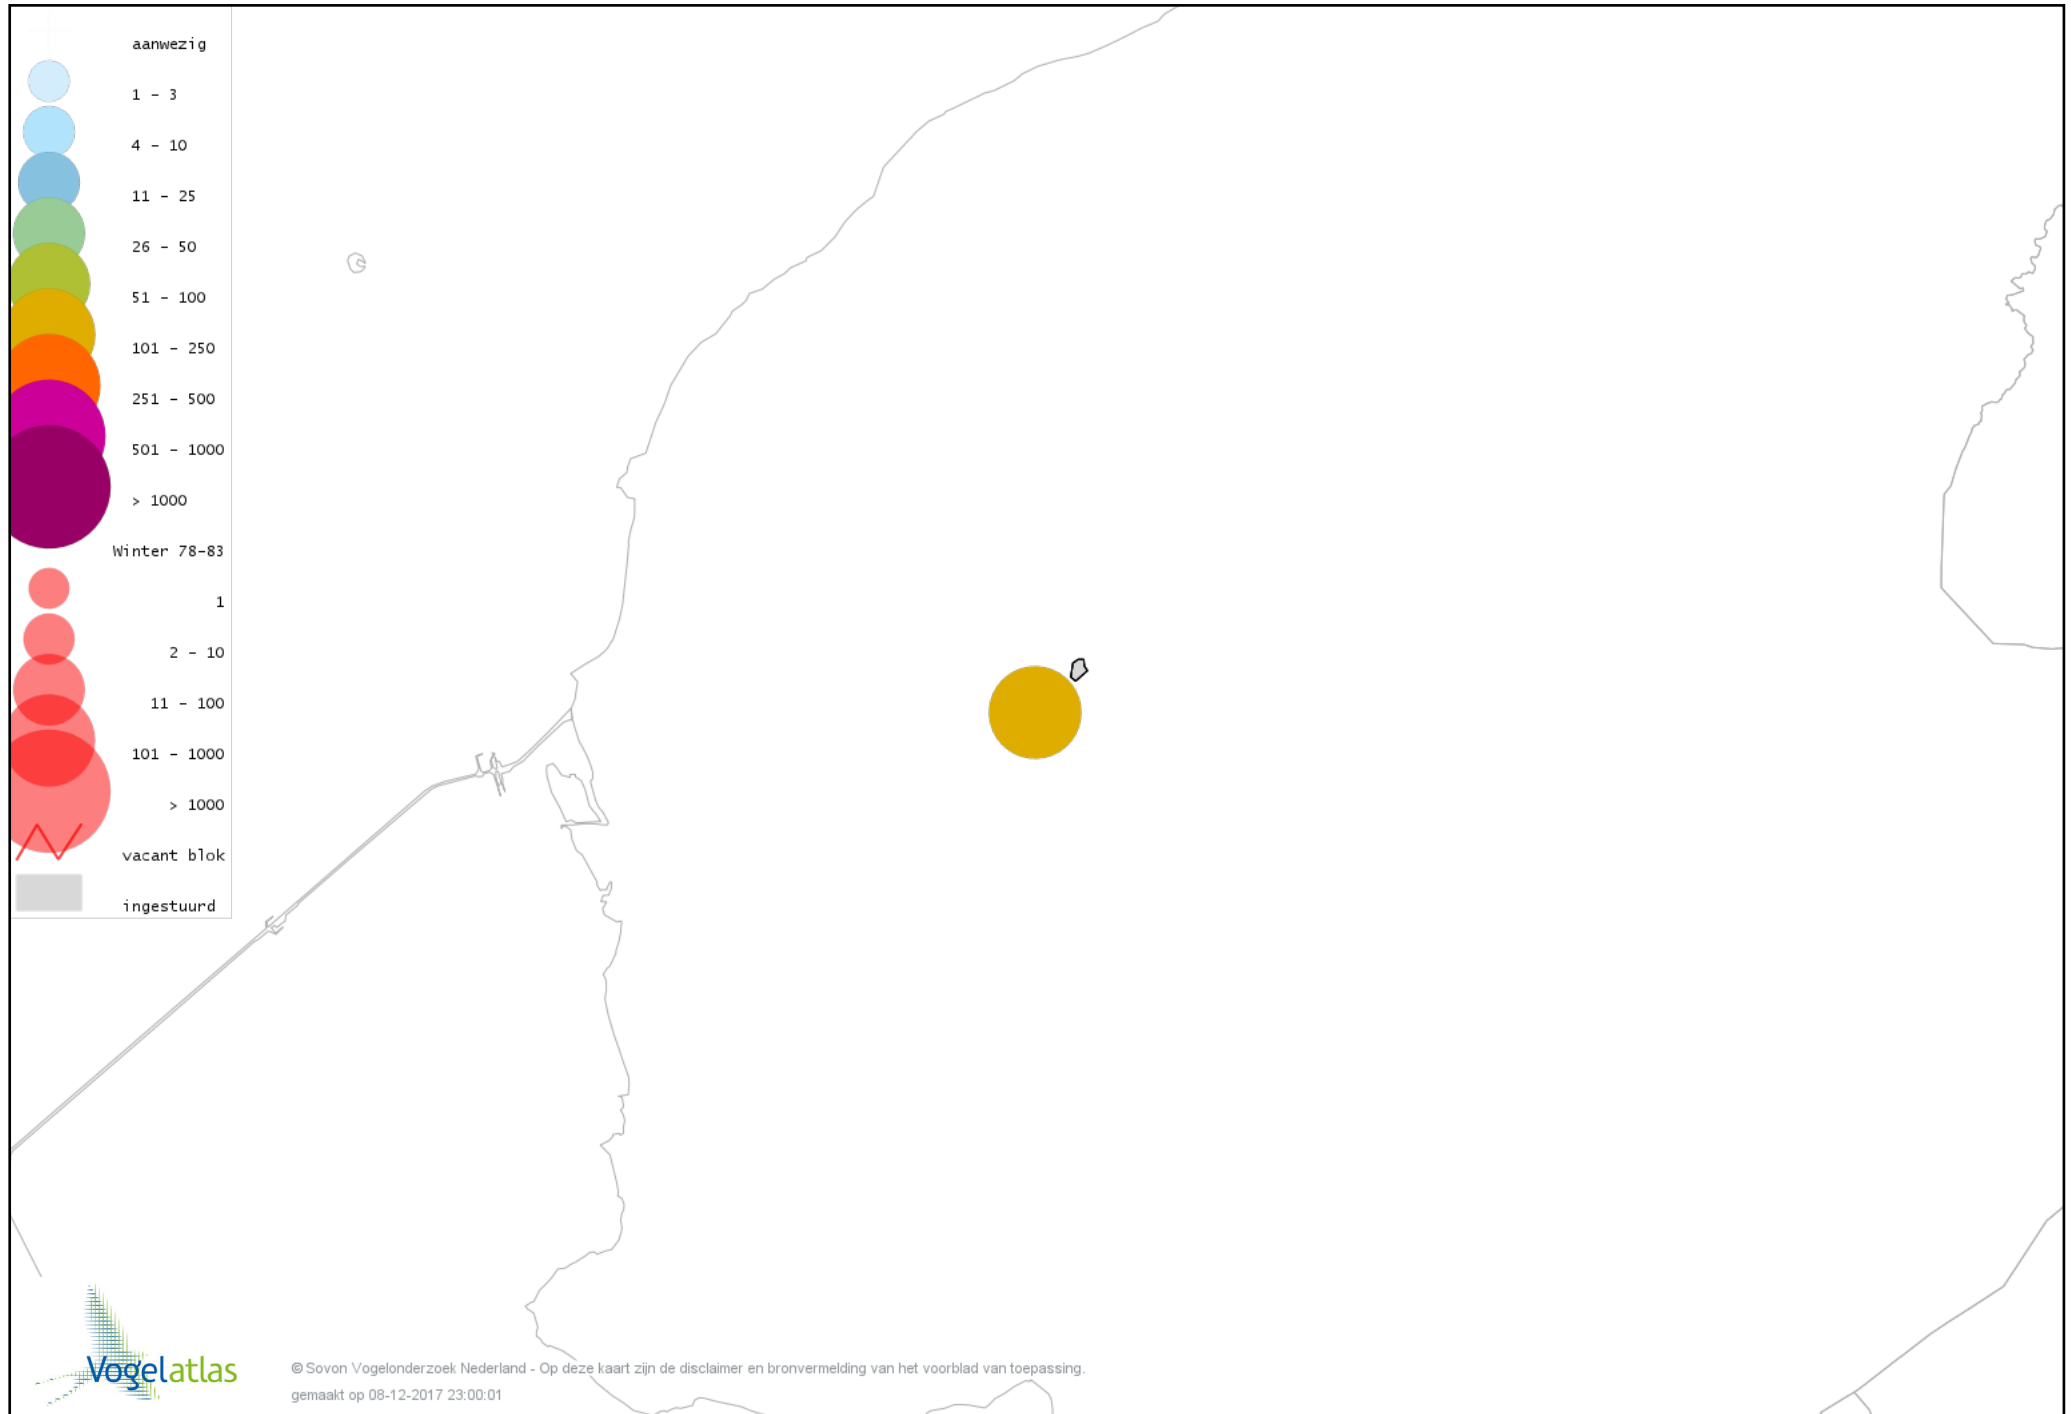 aanwezig
1 - 3
4 - 10
11 - 25
26 - 50
51 - 100
101 - 250
251 - 500
501 - 1000
> 1000
Winter 78-83
1
2 - 10
11 - 100
101 - 1000
> 1000
vacant blok
ingestuurd
Vogelatlas
© Sovon Vogelonderzoek Nederland - Op deze kaart zijn de disclaimer en bronvermelding van het voorblad van toepassing.
gemaakt op 08-12-2017 23:00:01